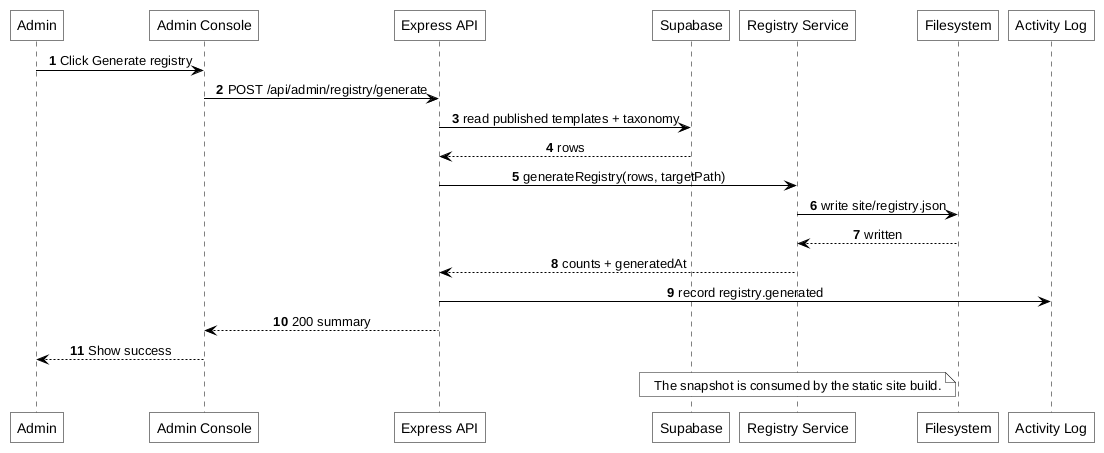 Admin
Admin Console
Express API
Supabase
Registry Service
Filesystem
Activity Log
1 Click Generate registry
2 POST /api/admin/registry/generate
3 read published templates + taxonomy
4 rows
5 generateRegistry(rows, targetPath)
6 write site/registry.json
7 written
8 counts + generatedAt
9 record registry.generated
10 200 summary
11 Show success
The snapshot is consumed by the static site build.
Admin
Admin Console
Express API
Supabase
Registry Service
Filesystem
Activity Log